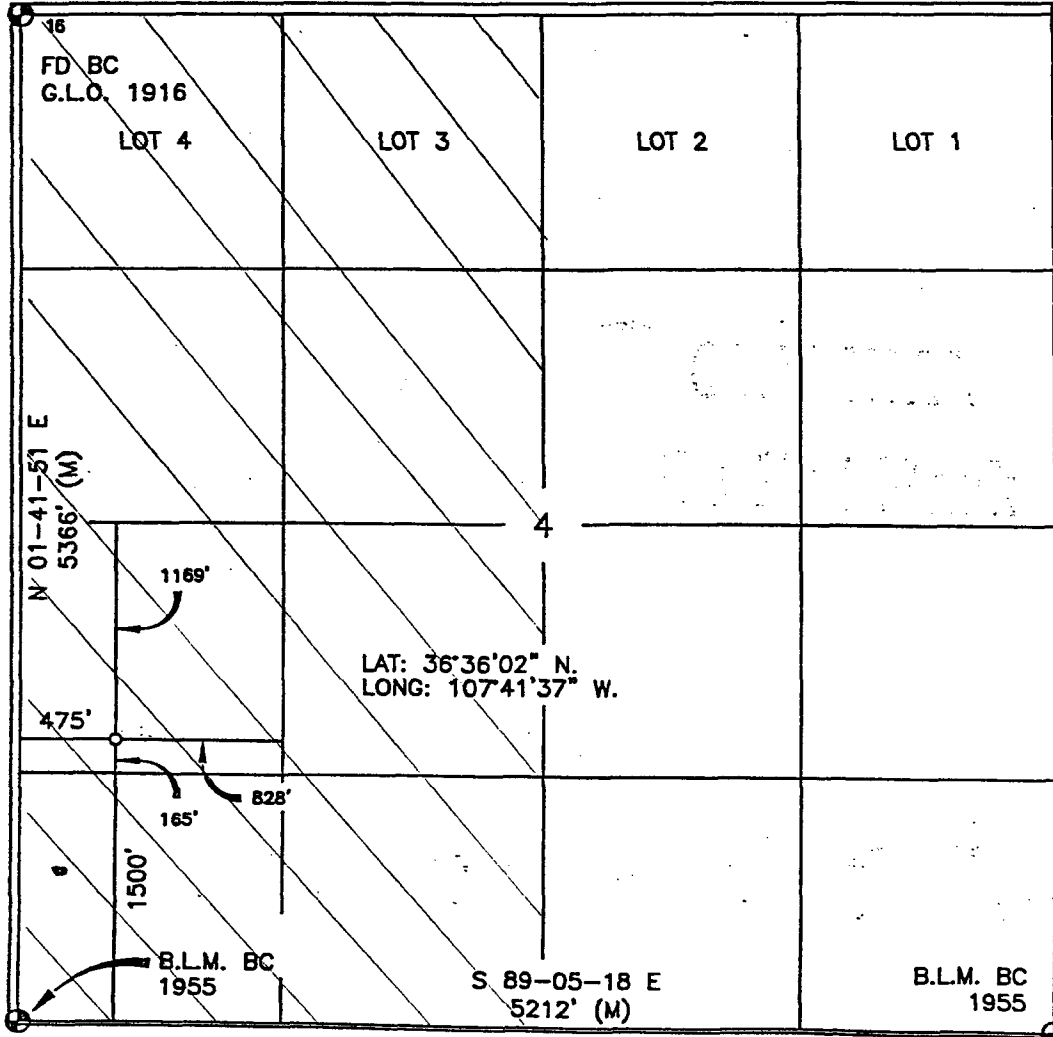 16
FD BC
G.L.O. 1916
LOT 4
LOT 3
LOT 2
LOT 1
N 01-41-51 E
5366' (M)
4
1169'
LAT: 36°36'02" N.
LONG: 107°41'37" W.
475'
828'
165'
1500'
B.L.M. BC
1955
S 89-05-18 E
5212' (M)
B.L.M. BC
1955